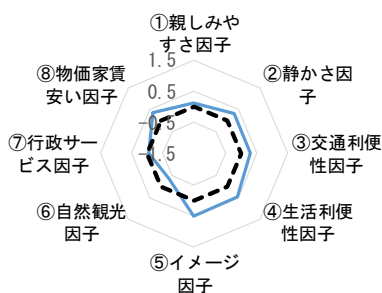 ①親しみや
すさ因子
②静かさ因
子
③交通利便
性因子
④生活利便
性因子
⑤イメージ
因子
⑥自然観光
因子
⑦行政サー
ビス因子
⑧物価家賃
安い因子
1.5
0.5
-0.5